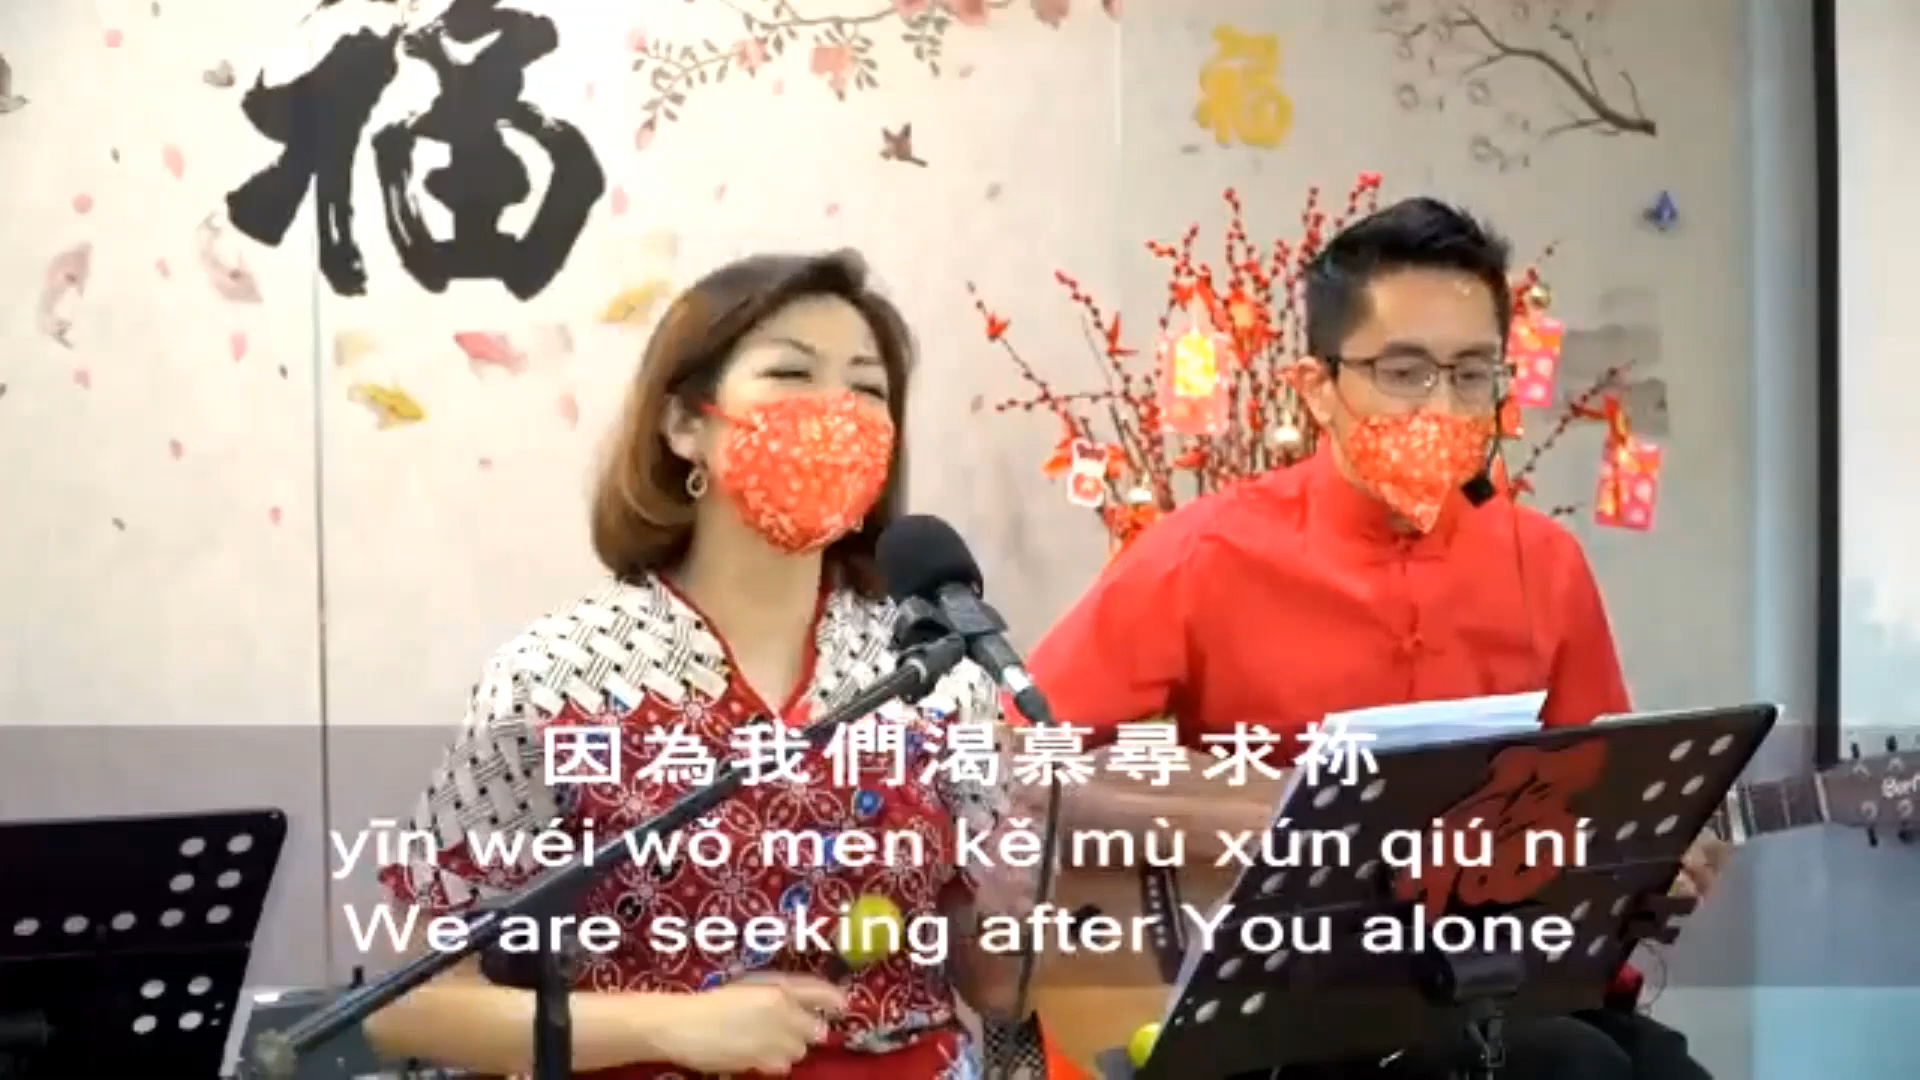 福
福
因為我們渴慕尋求祢
yīn wéi wǒ men kě mù xún qiú ní
We are seeking after You alone